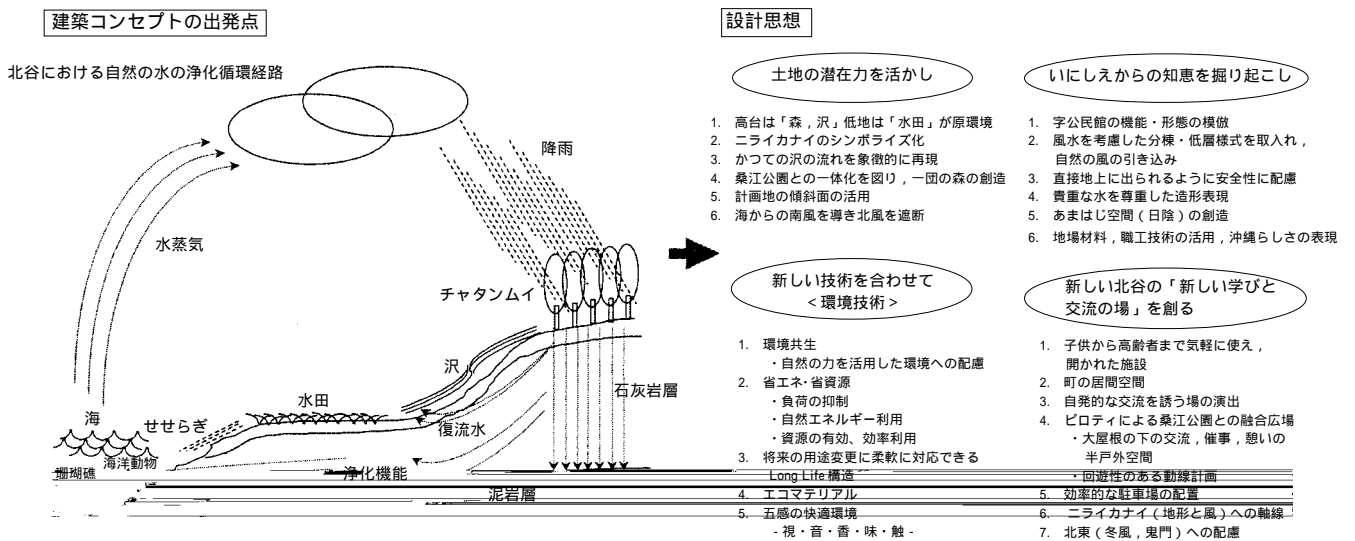 建築コンセプトの出発点
北谷における自然の水の浄化循環経路
降雨
水蒸気
チャタンムイ
沢
石灰岩層
水田
海
せせらぎ
復流水
海洋動物
珊瑚礁
浄化機能
泥岩層
設計思想
土地の潜在力を活かし
1. 高台は「森，沢」低地は「水田」が原環境
2. ニライカナイのシンボライズ化
3. かつての沢の流れを象徴的に再現
4. 桑江公園との一体化を図り，一団の森の創造
5. 計画地の傾斜面の活用
6. 海からの南風を導き北風を遮断
いにしえからの知恵を掘り起こし
1. 字公民館の機能・形態の模倣
2. 風水を考慮した分棟・低層様式を取入れ，
自然の風の引き込み
3. 直接地上に出られるように安全性に配慮
4. 貴重な水を尊重した造形表現
5. あまはじ空間（日陰）の創造
6. 地場材料，職工技術の活用，沖縄らしさの表現
新しい技術を合わせて
＜環境技術＞
1. 環境共生
・自然の力を活用した環境への配慮
2. 省エネ・省資源
・負荷の抑制
・自然エネルギー利用
・資源の有効、効率利用
3. 将来の用途変更に柔軟に対応できる
Long Life 構造
4. エコマテリアル
5. 五感の快適環境
- 視・音・香・味・触 -
新しい北谷の「新しい学びと
交流の場」を創る
1. 子供から高齢者まで気軽に使え，
開かれた施設
2. 町の居間空間
3. 自発的な交流を誘う場の演出
4. ピロティによる桑江公園との融合広場
・大屋根の下の交流，催事，憩いの
半戸外空間
・回遊性のある動線計画
5. 効率的な駐車場の配置
6. ニライカナイ（地形と風）への軸線
7. 北東（冬風，鬼門）への配慮